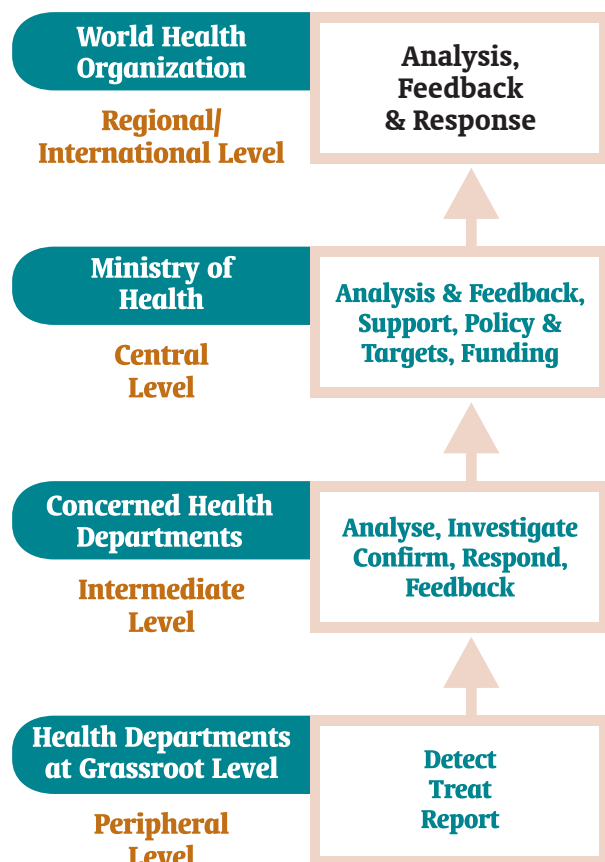 World Health
Organization
Regional/
International Level
Analysis,
Feedback
& Response
Ministry of
Health
Central
Level
Analysis & Feedback,
Support, Policy &
Targets, Funding
Concerned Health
Departments
Intermediate
Level
Analyse, Investigate
Confirm, Respond,
Feedback
Health Departments
at Grassroot Level
Peripheral
Level
Detect
Treat
Report